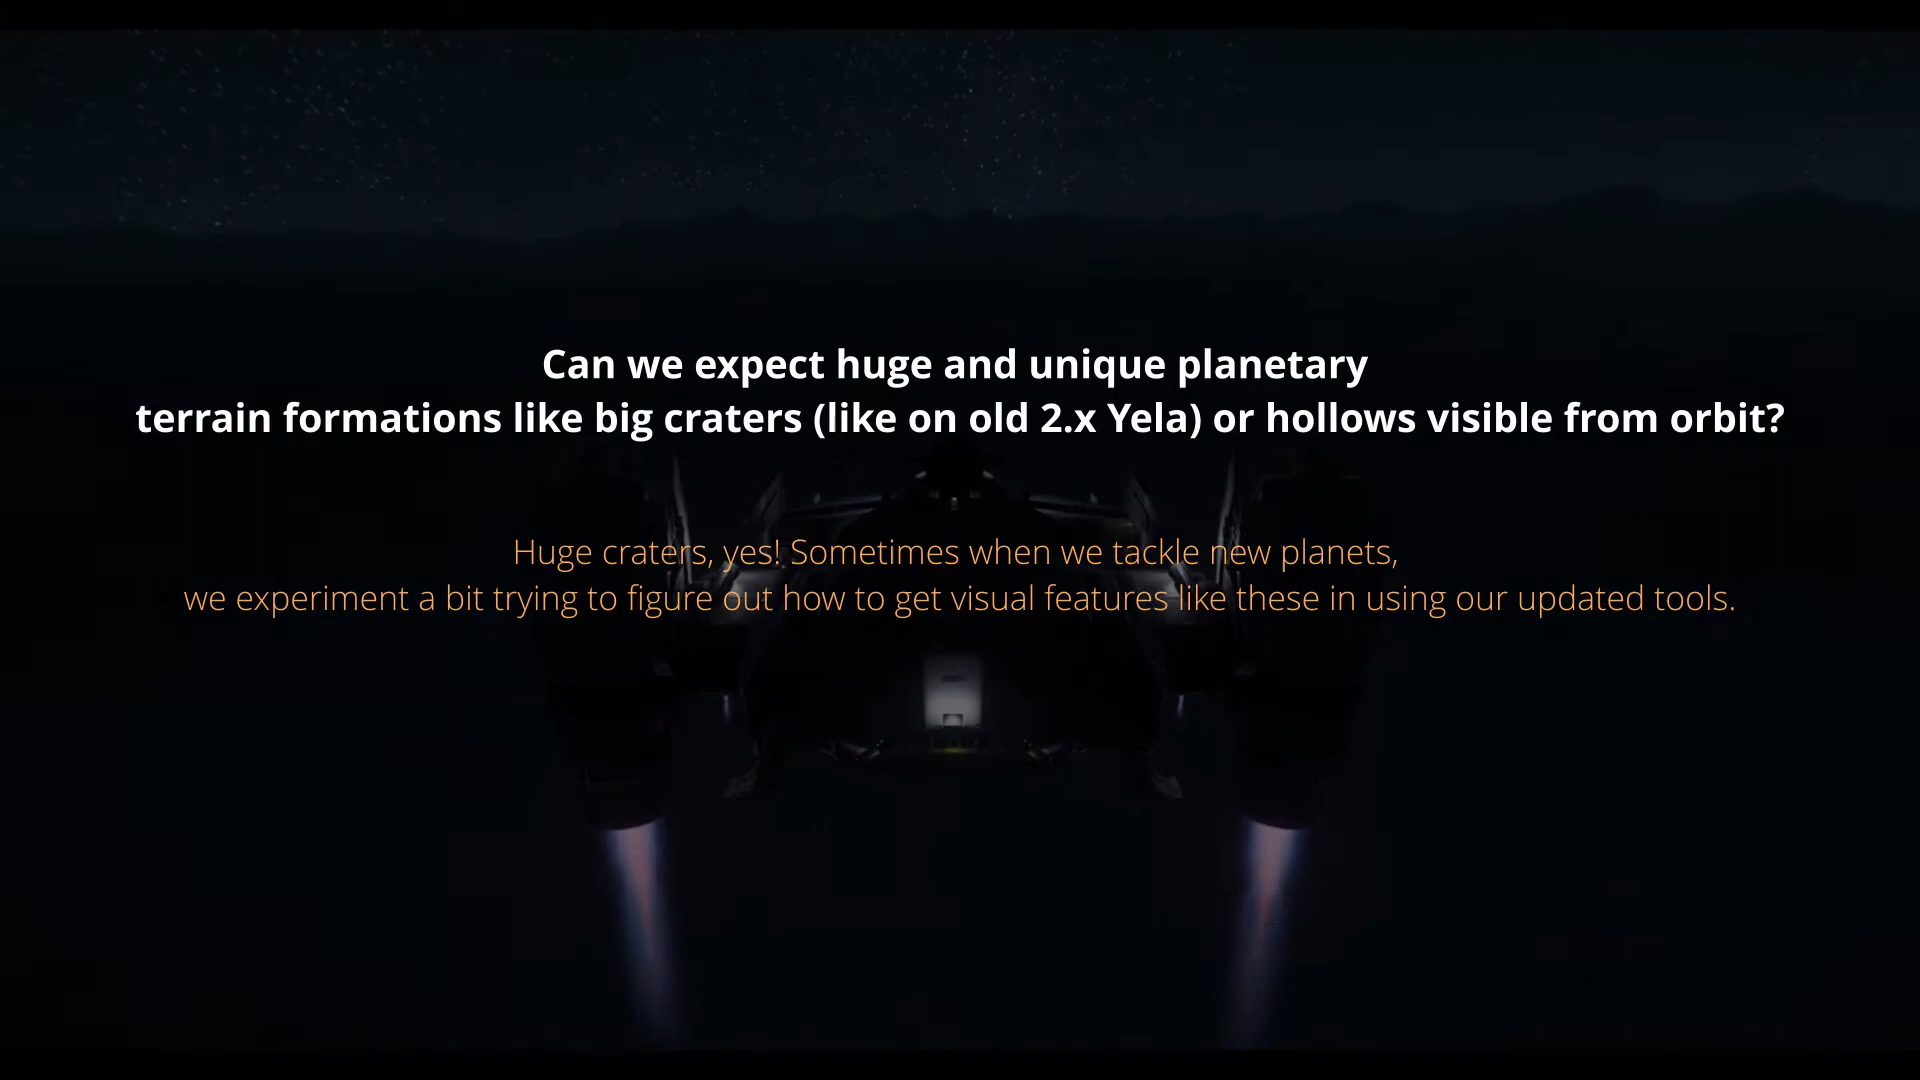 Can we expect huge and unique planetary
terrain formations like big craters (like on old 2.x Yela) or hollows visible from orbit?
Huge craters, yes! Sometimes when we tackle new planets,
we experiment a bit trying to figure out how to get visual features like these in using our updated tools.